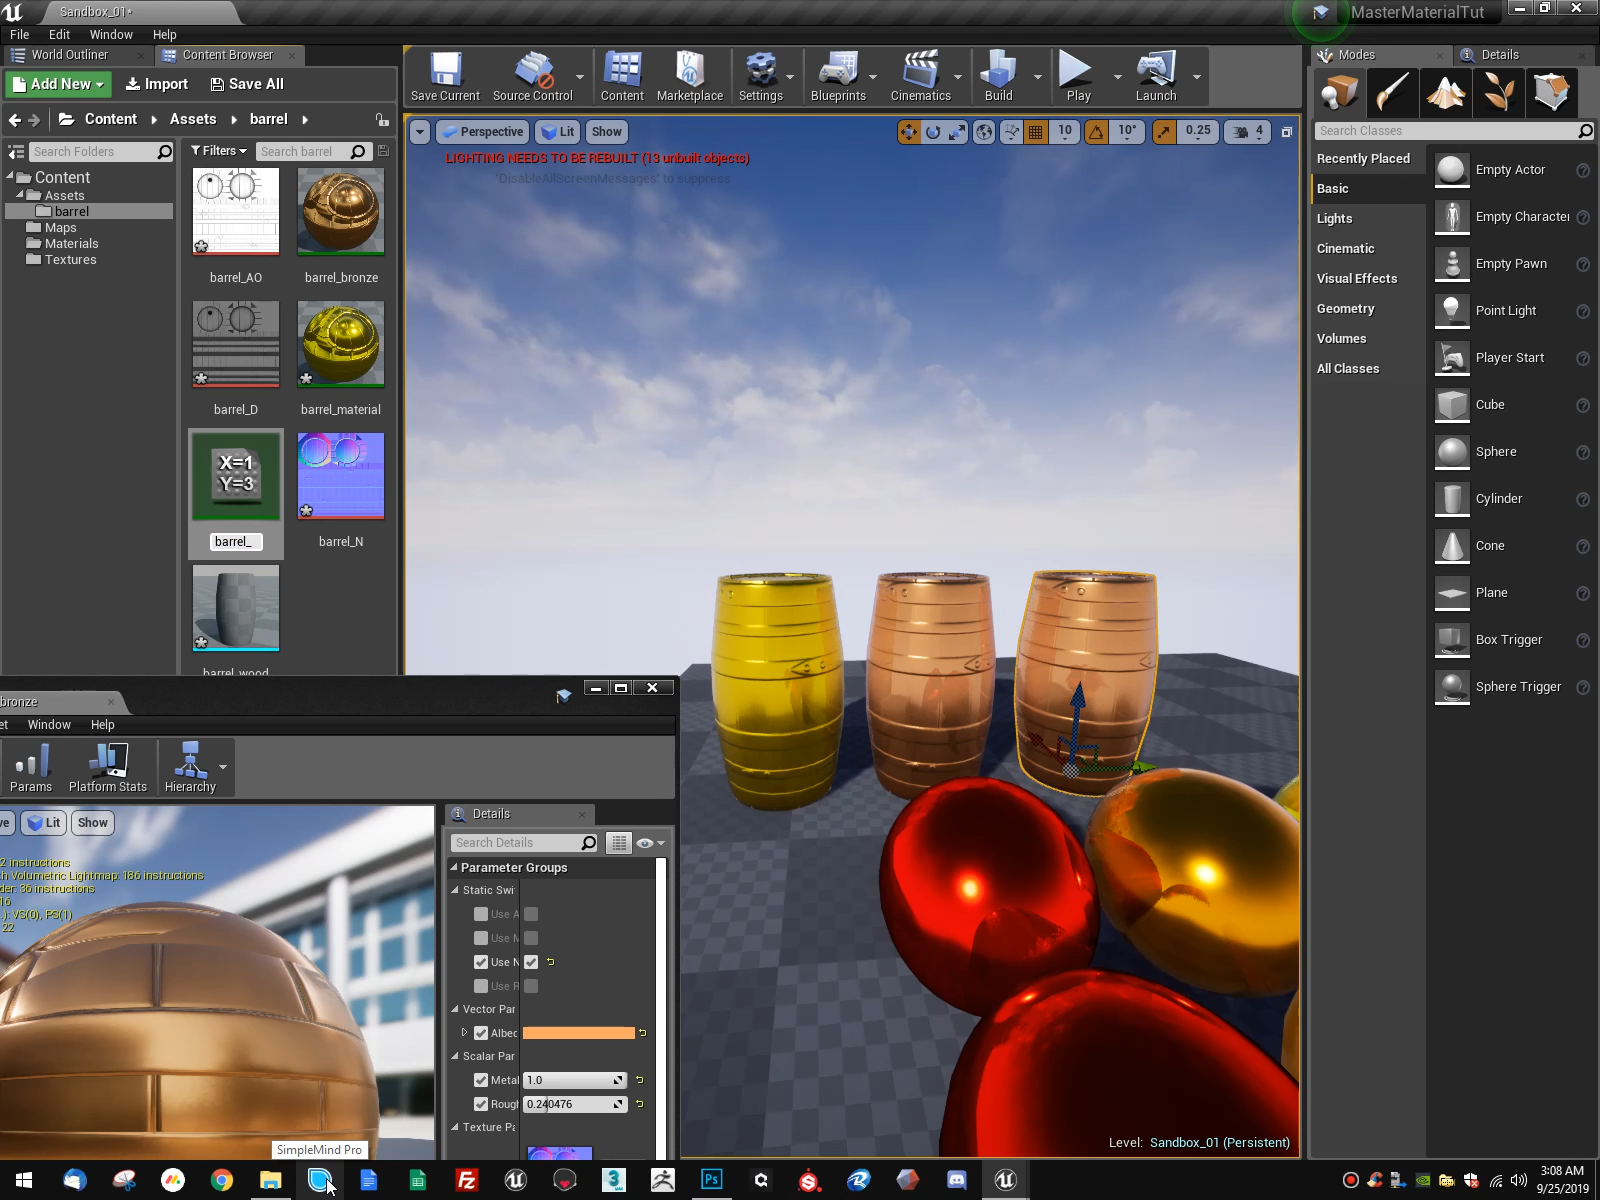 Sandbox_01*
MasterMaterialTut
File Edit Window Help
World Outliner
Content Browser
Modes
Details
Add New
Import
Save All
Save Current
Source Control
Content
Marketplace
Settings
Blueprints
Cinematics
Build
Play
Launch
Content
Assets
barrel
Search Folders
Filters
Search barrel
Content
Assets
barrel
Maps
Materials
Textures
X=1
Y=3
barrel_AO
barrel_bronze
barrel_D
barrel_material
barrel_
barrel_N
barrel_wood
Perspective
Lit
Show
10
10°
0.25
4
LIGHTING NEEDS TO BE REBUILT (13 unbuilt objects)
'DisableAllScreenMessages' to suppress
Level: Sandbox_01 (Persistent)
Search Classes
Recently Placed
Basic
Lights
Cinematic
Visual Effects
Geometry
Volumes
All Classes
Empty Actor
Empty Character
Empty Pawn
Point Light
Player Start
Cube
Sphere
Cylinder
Cone
Plane
Box Trigger
Sphere Trigger
bronze
et Window Help
Params
Platform Stats
Hierarchy
ve
Lit
Show
2 instructions
h Volumetric Lightmap: 186 instructions
der: 36 instructions
16
.): VS(0), PS(1)
22
Details
Search Details
Parameter Groups
Static Swi
Use A
Use M
Use N
Use R
Vector Par
Albec
Scalar Par
Metal
1.0
Rough
0.240476
Texture Pa
SimpleMind Pro
Ps
3:08 AM
9/25/2019